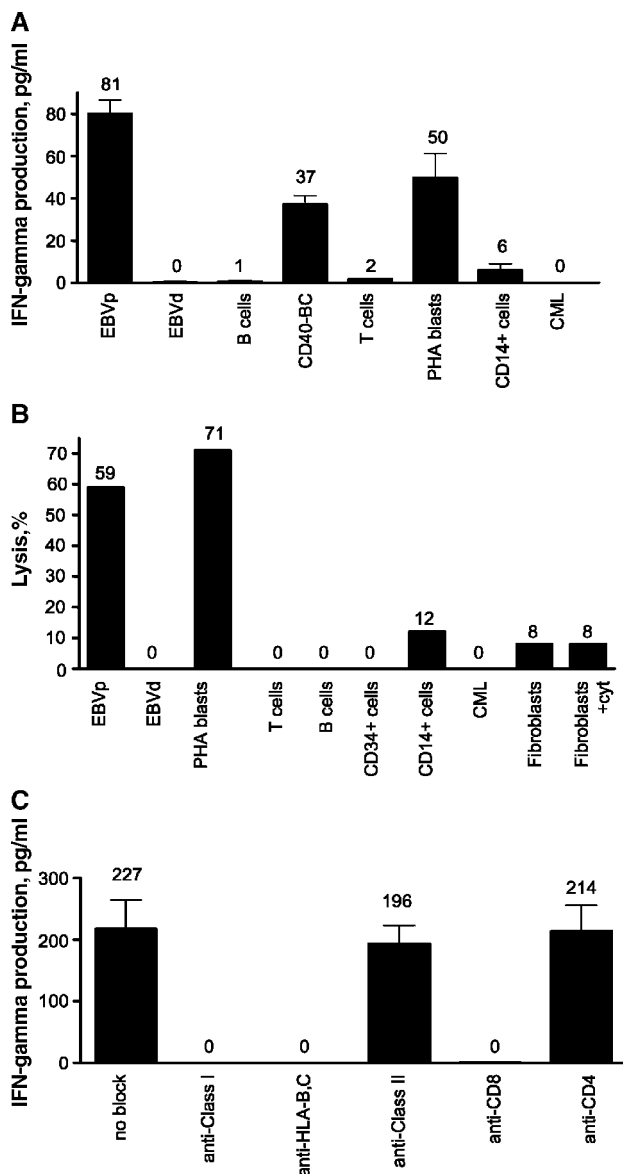 A
IFN-gamma production, pg/ml
80
60
40
20
0
81
0
1
37
2
50
6
0
EBVp
EBVd
B cells
CD40-BC
T cells
PHA blasts
CD14+ cells
CML
B
Lysis,%
70
60
50
40
30
20
10
0
59
0
71
0
0
0
12
0
8
8
EBVp
EBVd
PHA blasts
T cells
B cells
CD34+ cells
CD14+ cells
CML
Fibroblasts
Fibroblasts
+cyt
C
IFN-gamma production, pg/ml
300
200
100
0
227
0
0
196
0
214
no block
anti-Class I
anti-HLA-B,C
anti-Class II
anti-CD8
anti-CD4